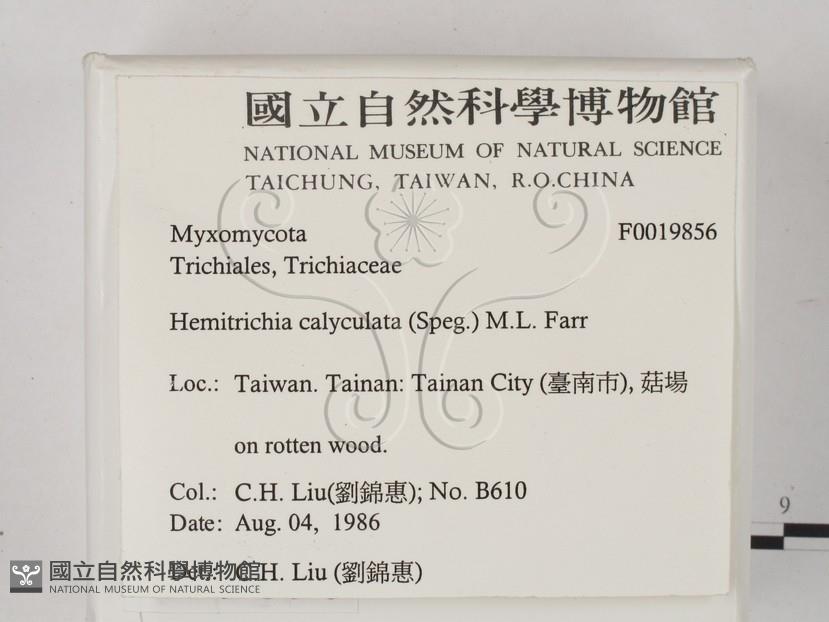 國立自然科學博物館
NATIONAL MUSEUM OF NATURAL SCIENCE
TAICHUNG, TAIWAN, R.O.CHINA
Myxomycota F0019856
Trichiales, Trichiaceae
Hemitrichia calyculata (Speg.) M.L. Farr
Loc.: Taiwan. Tainan: Tainan City (臺南市), 菇場
on rotten wood.
Col.: C.H. Liu(劉錦惠); No. B610
Date: Aug. 04, 1986
C.H. Liu (劉錦惠)
國立自然科學博物館
NATIONAL MUSEUM OF NATURAL SCIENCE
9